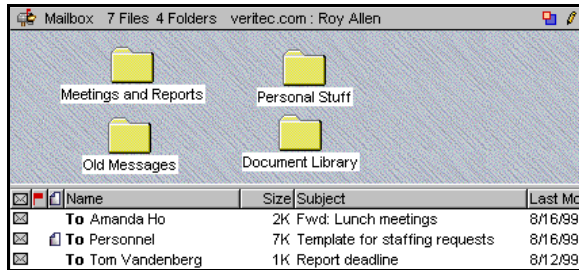 Mailbox 7 Files 4 Folders veritec.com : Roy Allen
Meetings and Reports Personal Stuff
Old Messages Document Library
Name Size Subject Last Mo
To Amanda Ho 2K Fwd: Lunch meetings 8/16/99
To Personnel 7K Template for staffing requests 8/16/99
To Tom Vandenberg 1K Report deadline 8/12/99